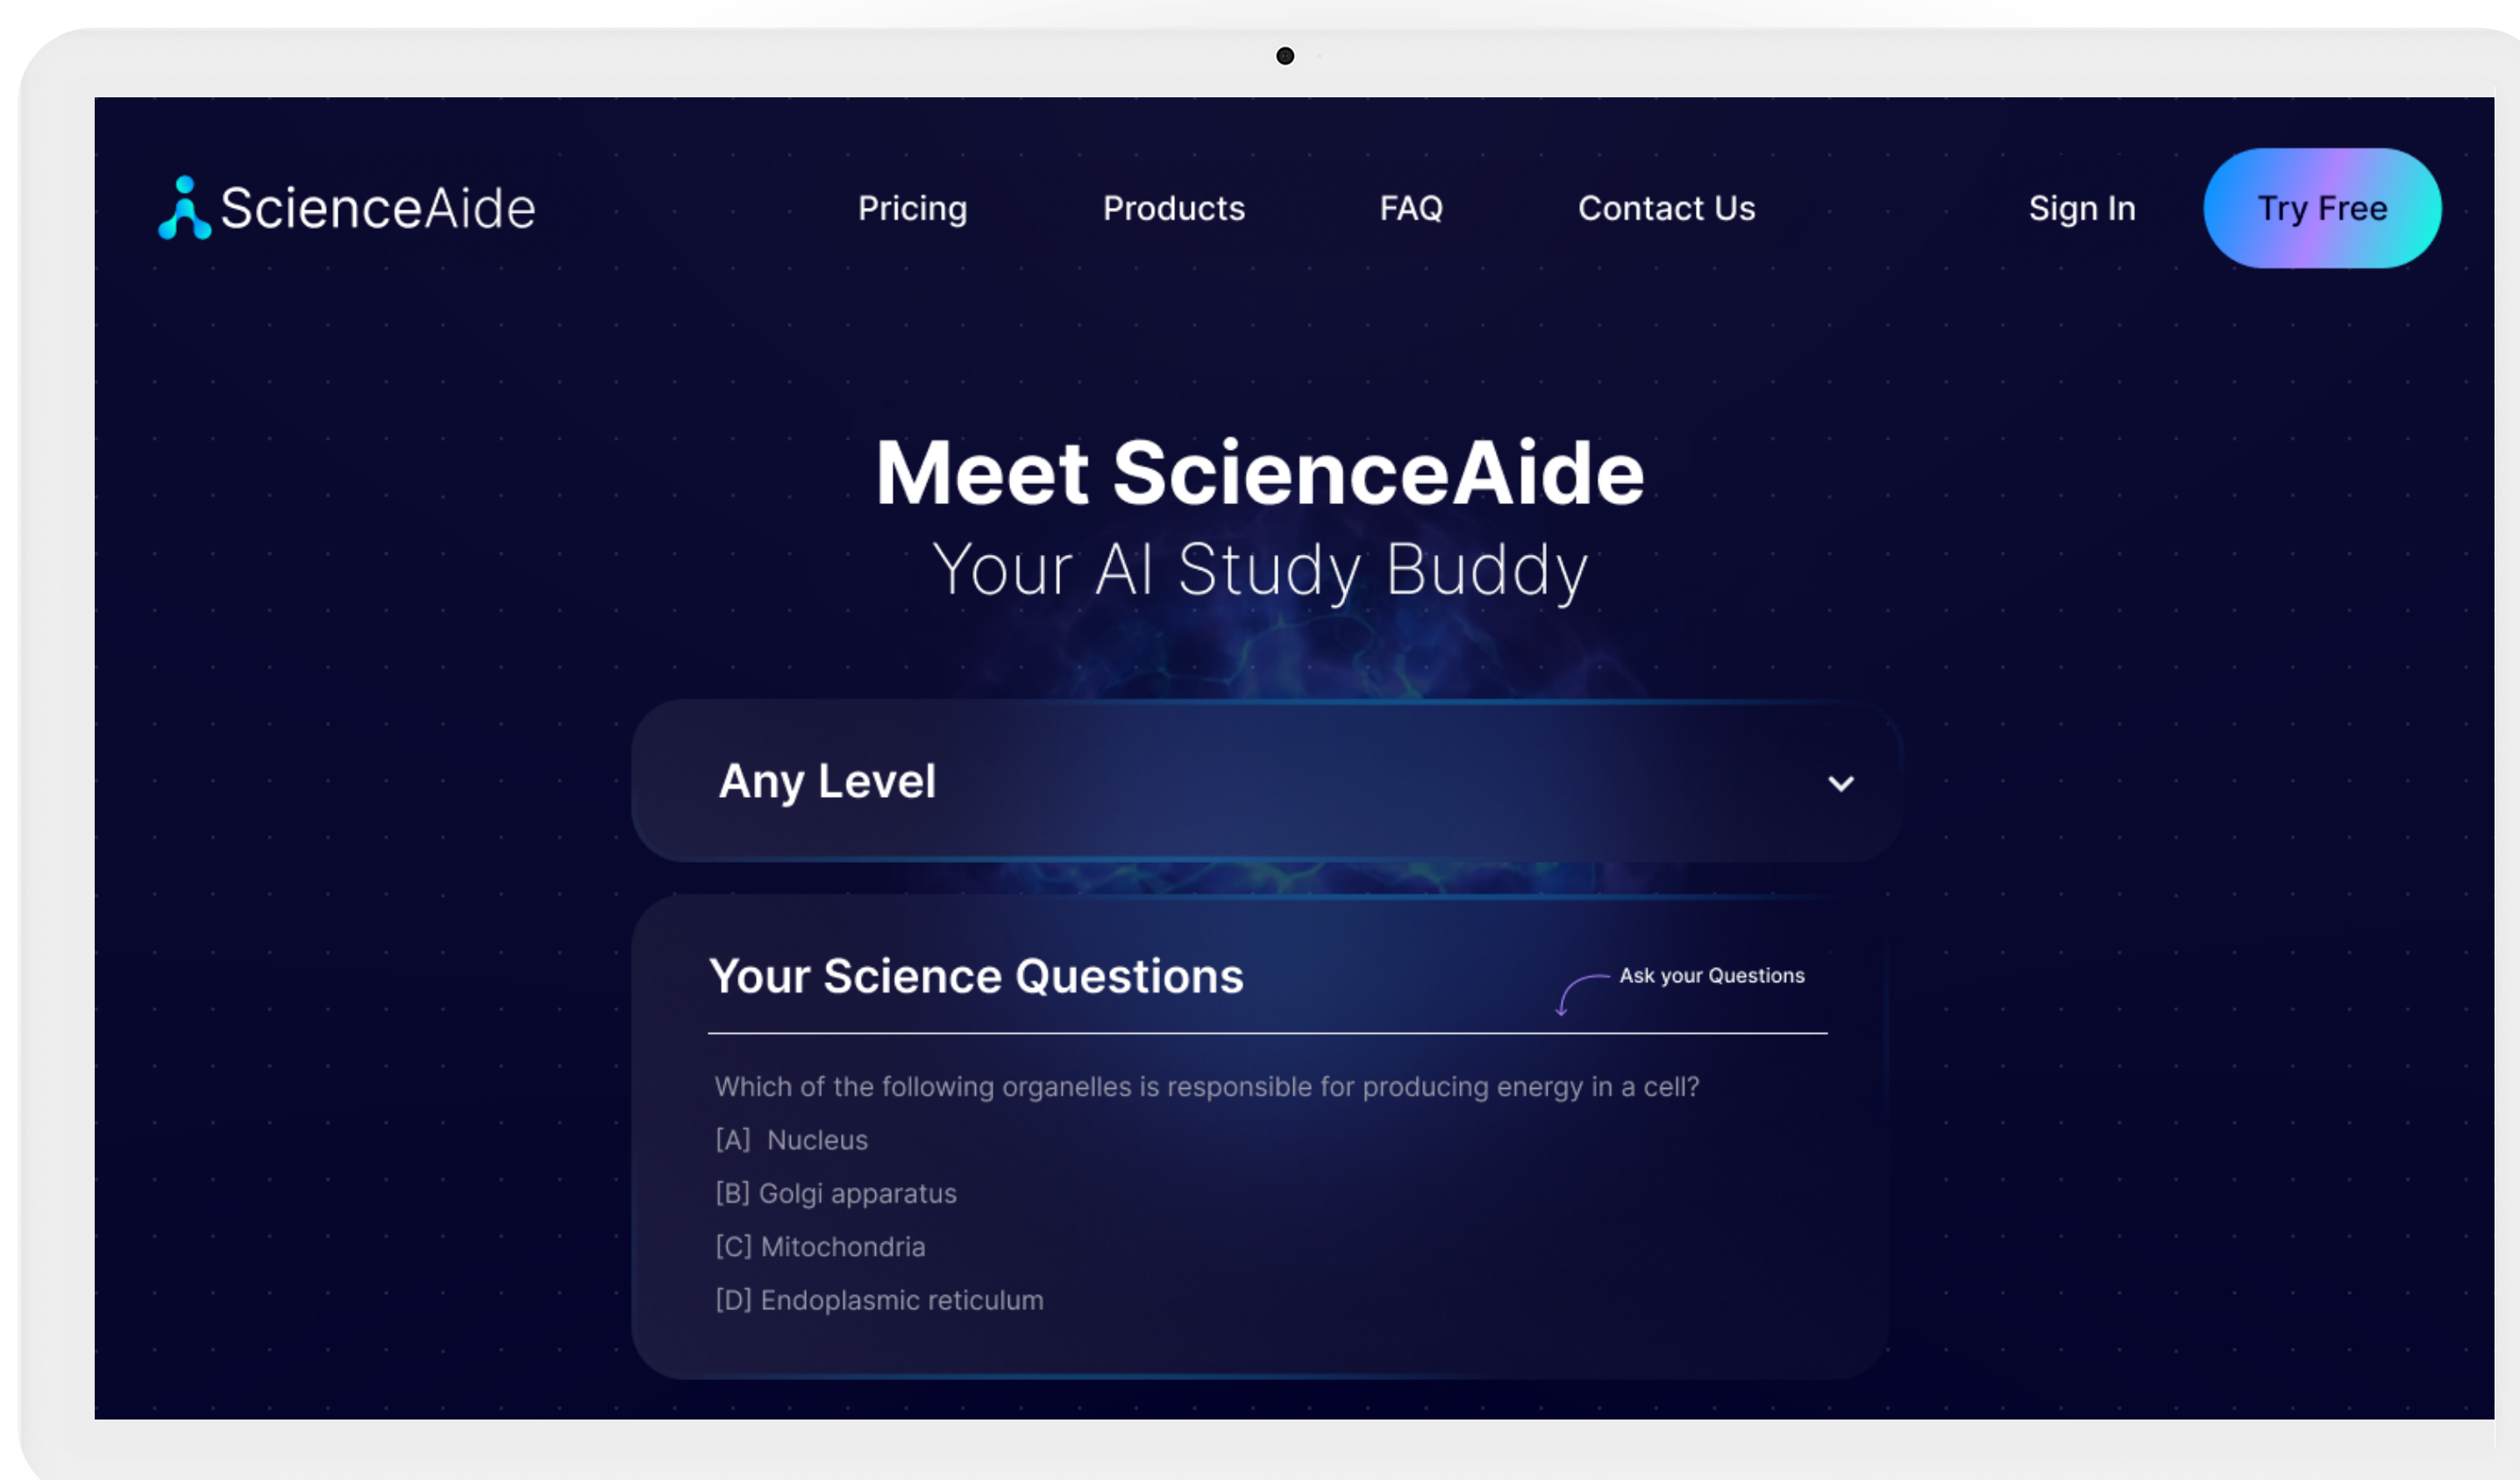 ScienceAide
Pricing
Products
FAQ
Contact Us
Sign In
Try Free
Meet ScienceAide
Your AI Study Buddy
Any Level
Your Science Questions
Ask your Questions
Which of the following organelles is responsible for producing energy in a cell?
[A] Nucleus
[B] Golgi apparatus
[C] Mitochondria
[D] Endoplasmic reticulum